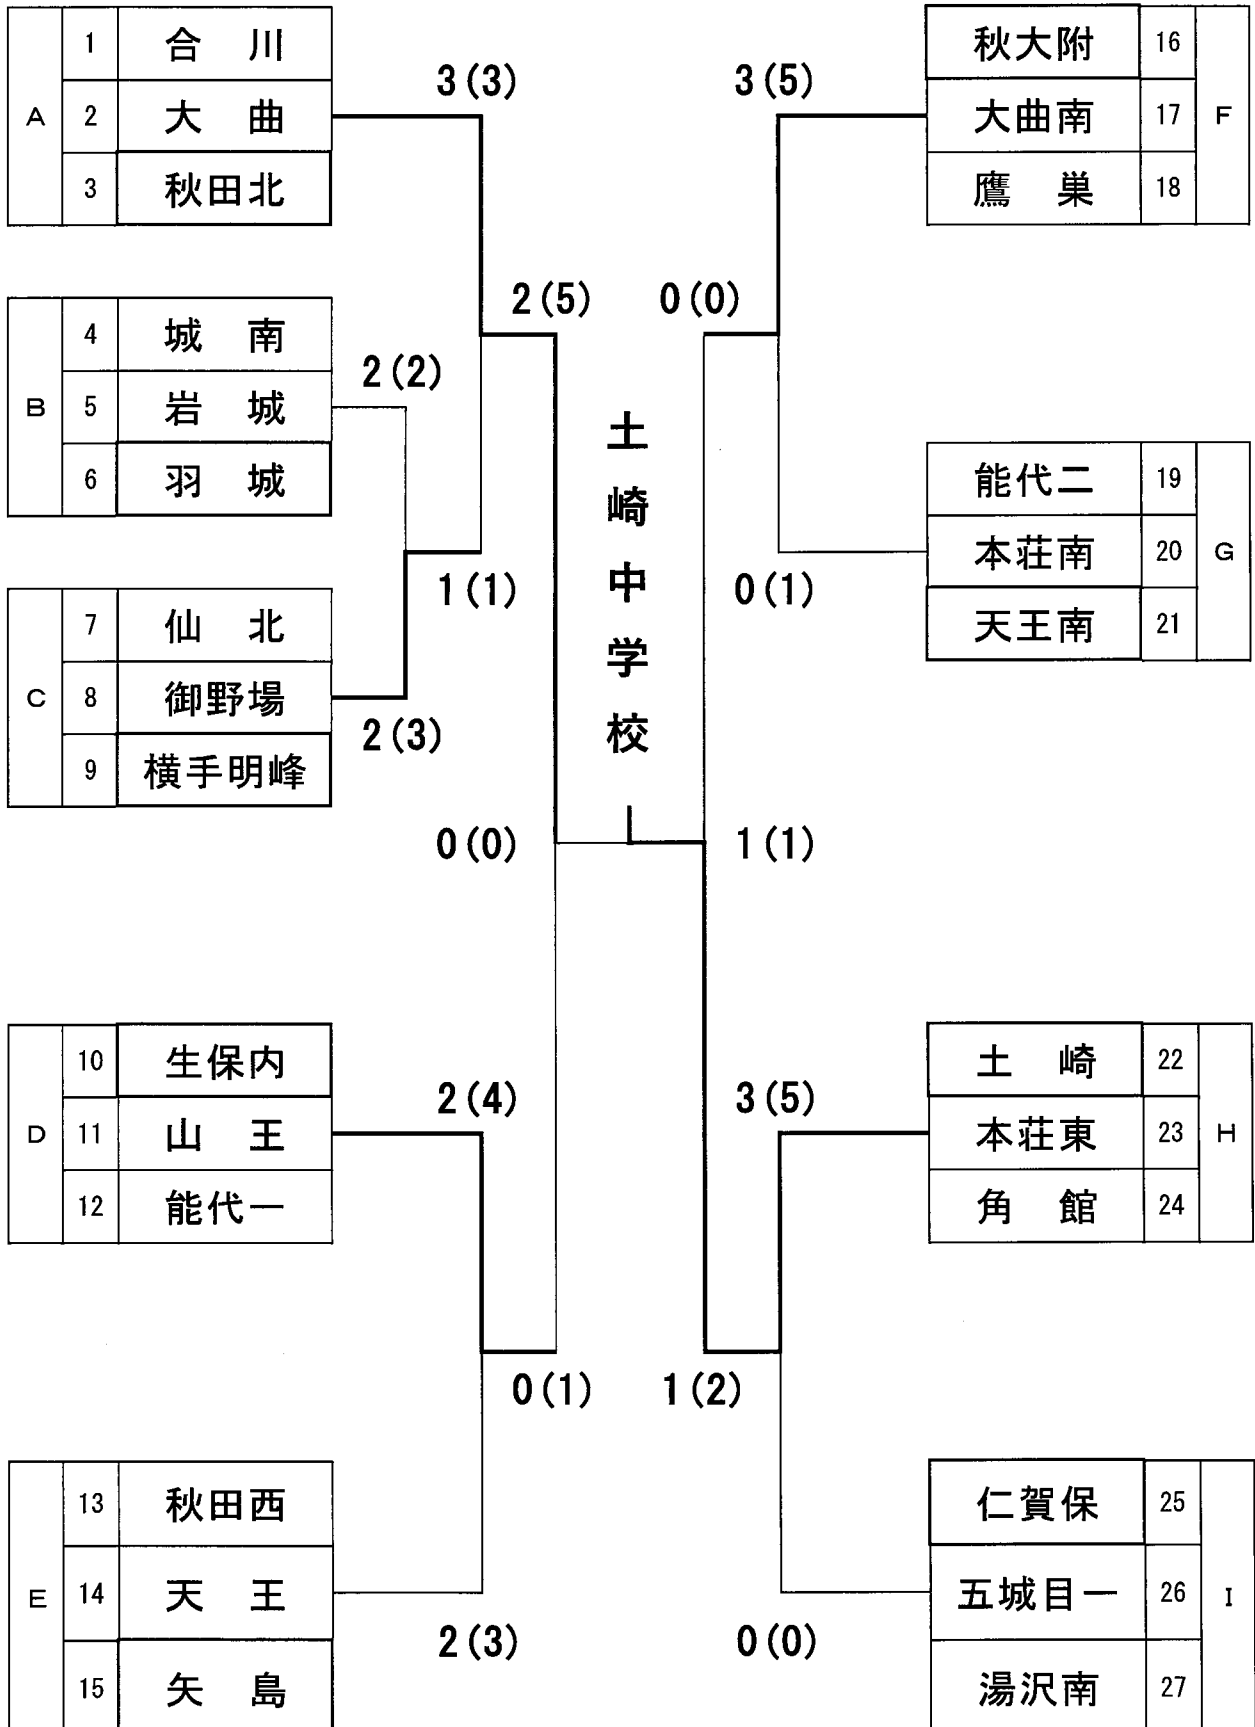 A
1 合 川
2 大 曲
3 秋田北
3(3)
B
4 城 南
5 岩 城
6 羽 城
2(2)
C
7 仙 北
8 御野場
9 横手明峰
2(3)
1(1)
2(5)
0(0)
D
10 生保内
11 山 王
12 能代一
2(4)
E
13 秋田西
14 天 王
15 矢 島
2(3)
0(1)
土崎中学校
秋大附 16
大曲南 17
鷹 巣 18
F
3(5)
0(0)
能代二 19
本荘南 20
天王南 21
G
0(1)
1(1)
土 崎 22
本荘東 23
角 館 24
H
3(5)
1(2)
仁賀保 25
五城目一 26
湯沢南 27
I
0(0)